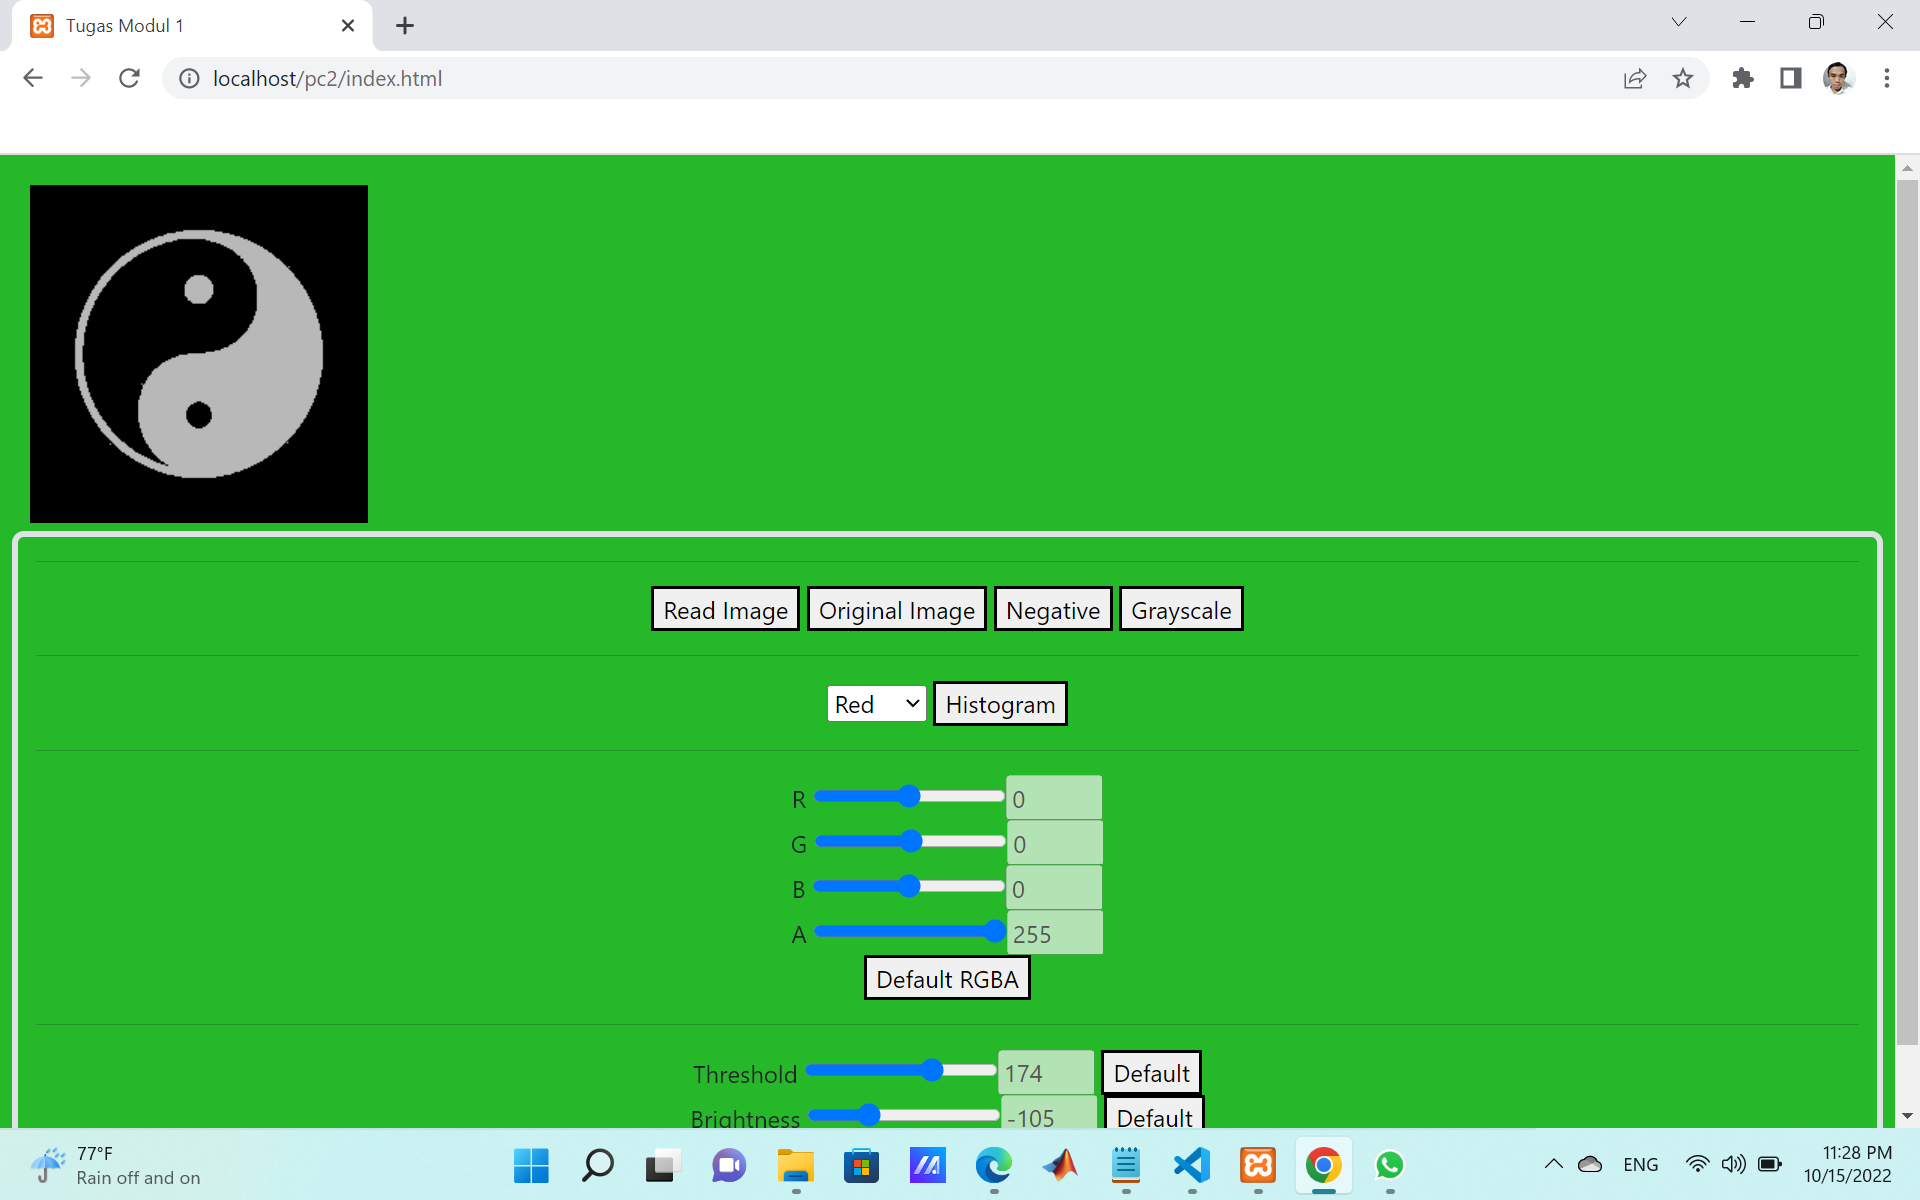 Tugas Modul 1
localhost/pc2/index.html
Read Image Original Image Negative Grayscale
Red Histogram
R 0
G 0
B 0
A 255
Default RGBA
Threshold 174 Default
Brightness -105 Default
77°F
Rain off and on
ENG
11:28 PM
10/15/2022